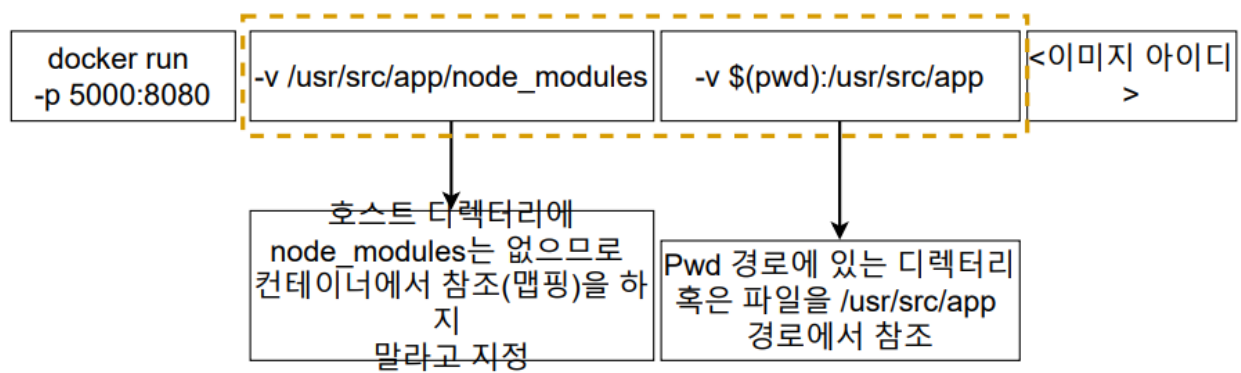 docker run
-p 5000:8080
-v /usr/src/app/node_modules
-v $(pwd):/usr/src/app
<이미지 아이디
>
호스트 디렉터리에
node_modules는 없으므로
컨테이너에서 참조(맵핑)을 하
지
말라고 지정
Pwd 경로에 있는 디렉터리
혹은 파일을 /usr/src/app
경로에서 참조